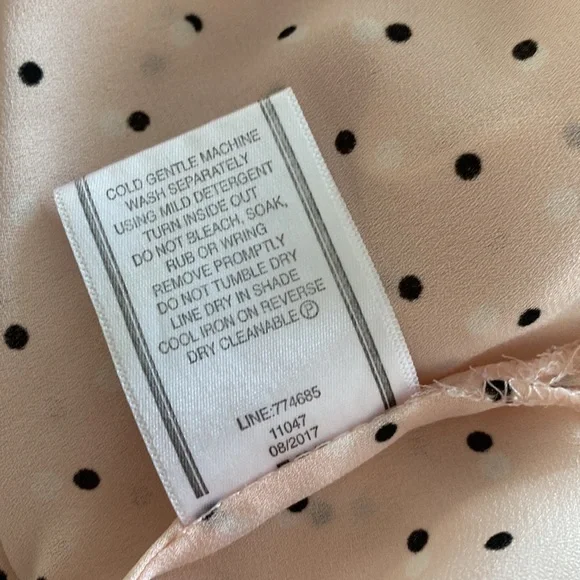 COLD GENTLE MACHINE
WASH SEPARATELY
USING MILD DETERGENT
TURN INSIDE OUT
DO NOT BLEACH, SOAK,
RUB OR WRING
REMOVE PROMPTLY
DO NOT TUMBLE DRY
LINE DRY IN SHADE
COOL IRON ON REVERSE
DRY CLEANABLE Ⓟ
LINE:774685
11047
08/2017